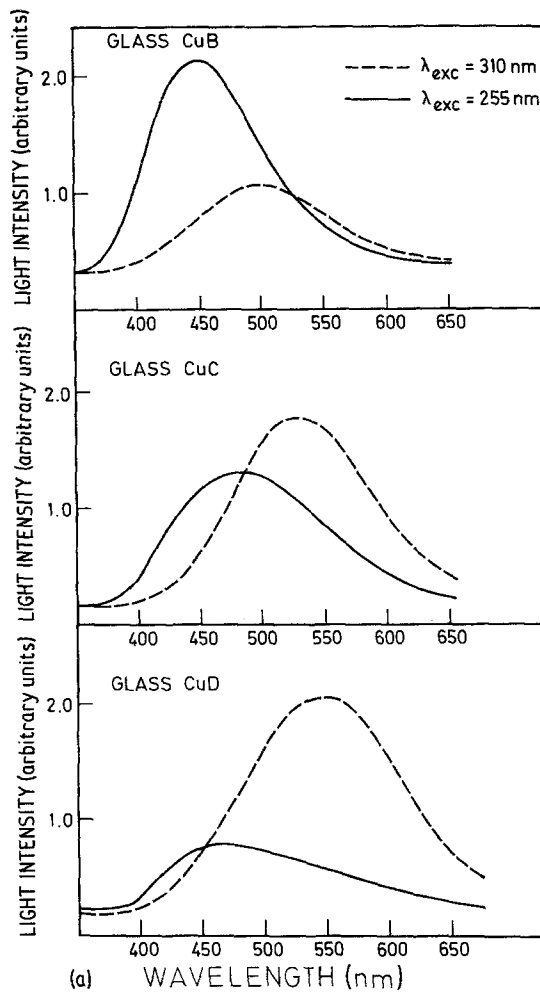 GLASS CuB
λexc = 310 nm
λexc = 255 nm
LIGHT INTENSITY (arbitrary units)
2.0
1.0
400 450 500 550 600 650
GLASS CuC
LIGHT INTENSITY (arbitrary units)
2.0
1.0
400 450 500 550 600 650
GLASS CuD
LIGHT INTENSITY (arbitrary units)
2.0
1.0
400 450 500 550 600 650
(a) WAVELENGTH (nm)